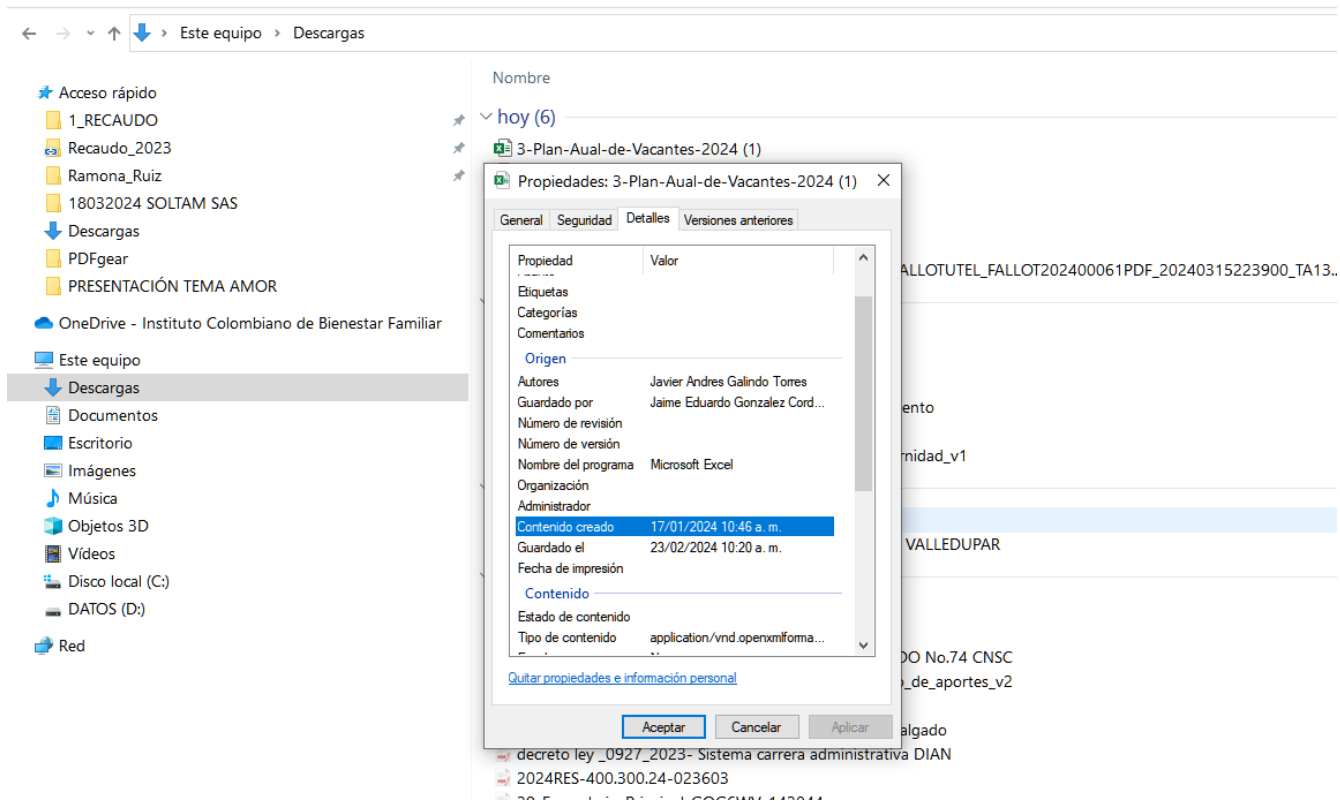 Este equipo > Descargas
Acceso rápido
1_RECAUDO
Recaudo_2023
Ramona_Ruiz
18032024 SOLTAM SAS
Descargas
PDFgear
PRESENTACIÓN TEMA AMOR
OneDrive - Instituto Colombiano de Bienestar Familiar
Este equipo
Descargas
Documentos
Escritorio
Imágenes
Música
Objetos 3D
Vídeos
Disco local (C:)
DATOS (D:)
Red
Nombre
hoy (6)
3-Plan-Aual-de-Vacantes-2024 (1)
Propiedades: 3-Plan-Aual-de-Vacantes-2024 (1)
General Seguridad Detalles Versiones anteriores
Propiedad Valor
Etiquetas
Categorías
Comentarios
Origen
Autores Javier Andres Galindo Torres
Guardado por Jaime Eduardo Gonzalez Cord...
Número de revisión
Número de versión
Nombre del programa Microsoft Excel
Organización
Administrador
Contenido creado 17/01/2024 10:46 a. m.
Guardado el 23/02/2024 10:20 a. m.
Fecha de impresión
Contenido
Estado de contenido
Tipo de contenido application/vnd.openxmlforma...
Quitar propiedades e información personal
Aceptar Cancelar Aplicar
ALLOTUTEL_FALLOT202400061PDF_20240315223900_TA13...
ento
rnidad_v1
VALLEDUPAR
DO No.74 CNSC
o_de_aportes_v2
algado
decreto ley _0927_2023- Sistema carrera administrativa DIAN
2024RES-400.300.24-023603